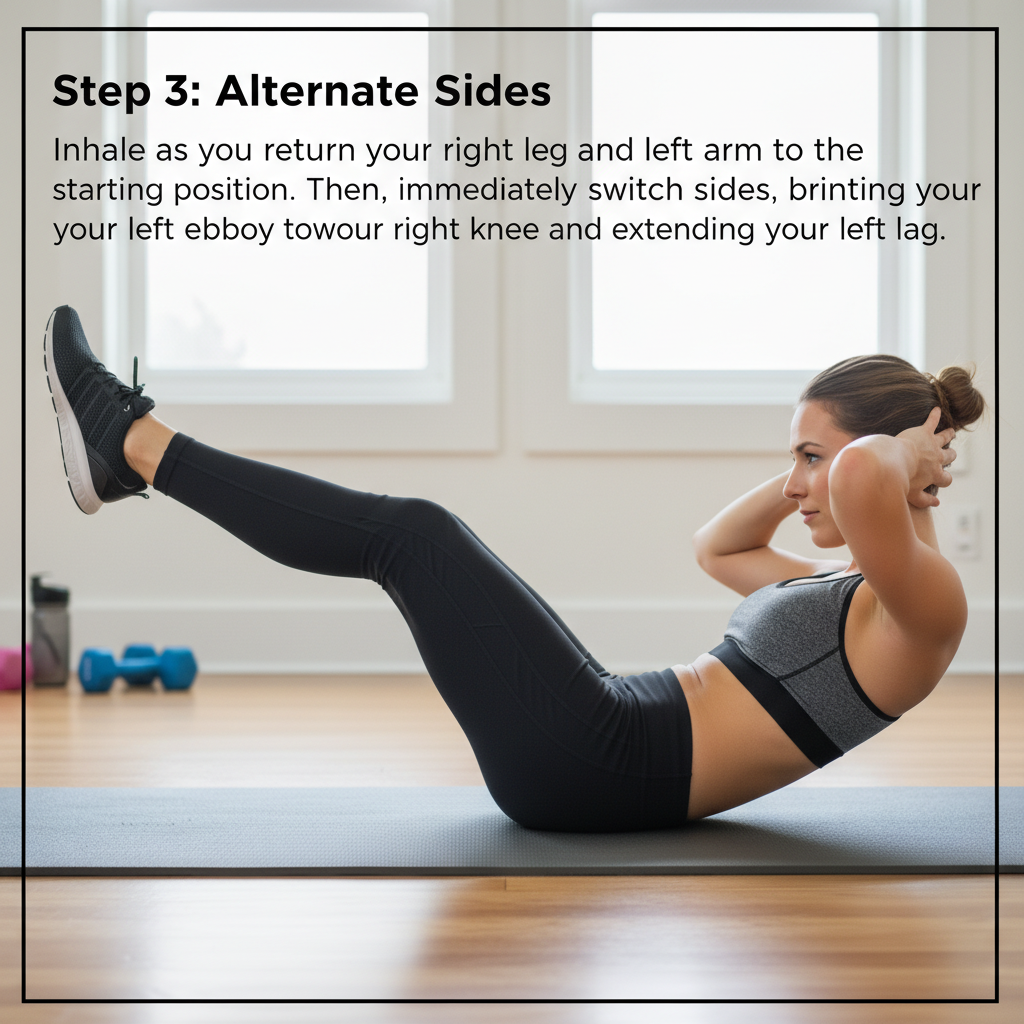 Step 3: Alternate Sides
Inhale as you return your right leg and left arm to the
starting position. Then, immediately switch sides, brinting your
your left ebboy towour right knee and extending your left lag.